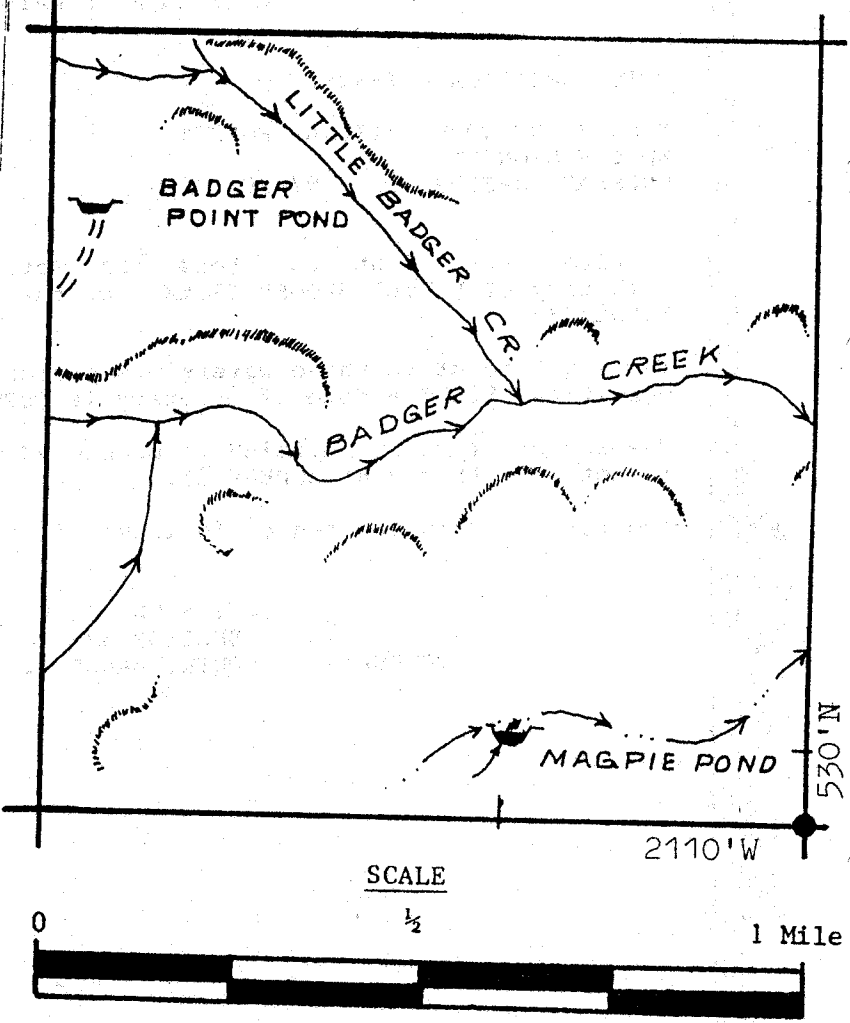 LITTLE BADGER CR.
BADGER
POINT POND
BADGER CREEK
MAGPIE POND
530'N
2110'W
SCALE
0 ½ 1 Mile